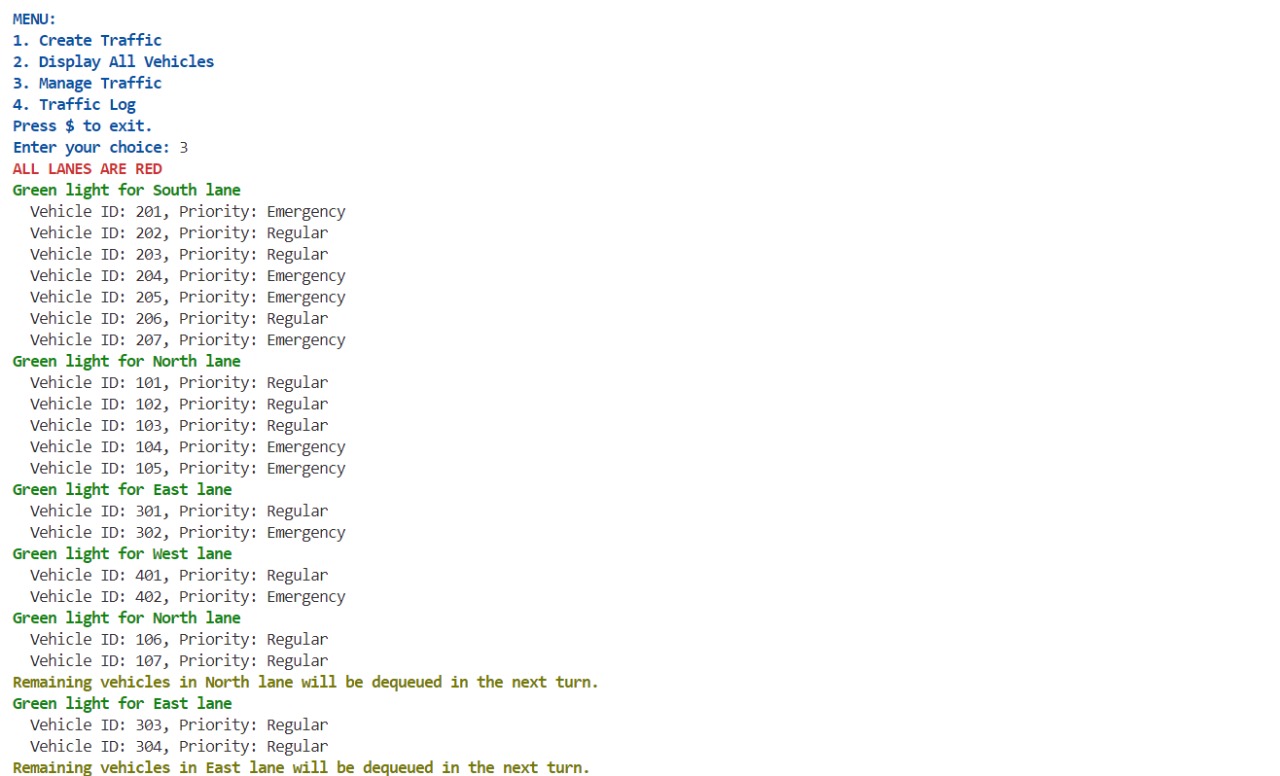 MENU:
1. Create Traffic
2. Display All Vehicles
3. Manage Traffic
4. Traffic Log
Press $ to exit.
Enter your choice: 3
ALL LANES ARE RED
Green light for South lane
Vehicle ID: 201, Priority: Emergency
Vehicle ID: 202, Priority: Regular
Vehicle ID: 203, Priority: Regular
Vehicle ID: 204, Priority: Emergency
Vehicle ID: 205, Priority: Emergency
Vehicle ID: 206, Priority: Regular
Vehicle ID: 207, Priority: Emergency
Green light for North lane
Vehicle ID: 101, Priority: Regular
Vehicle ID: 102, Priority: Regular
Vehicle ID: 103, Priority: Regular
Vehicle ID: 104, Priority: Emergency
Vehicle ID: 105, Priority: Emergency
Green light for East lane
Vehicle ID: 301, Priority: Regular
Vehicle ID: 302, Priority: Emergency
Green light for West lane
Vehicle ID: 401, Priority: Regular
Vehicle ID: 402, Priority: Emergency
Green light for North lane
Vehicle ID: 106, Priority: Regular
Vehicle ID: 107, Priority: Regular
Remaining vehicles in North lane will be dequeued in the next turn.
Green light for East lane
Vehicle ID: 303, Priority: Regular
Vehicle ID: 304, Priority: Regular
Remaining vehicles in East lane will be dequeued in the next turn.